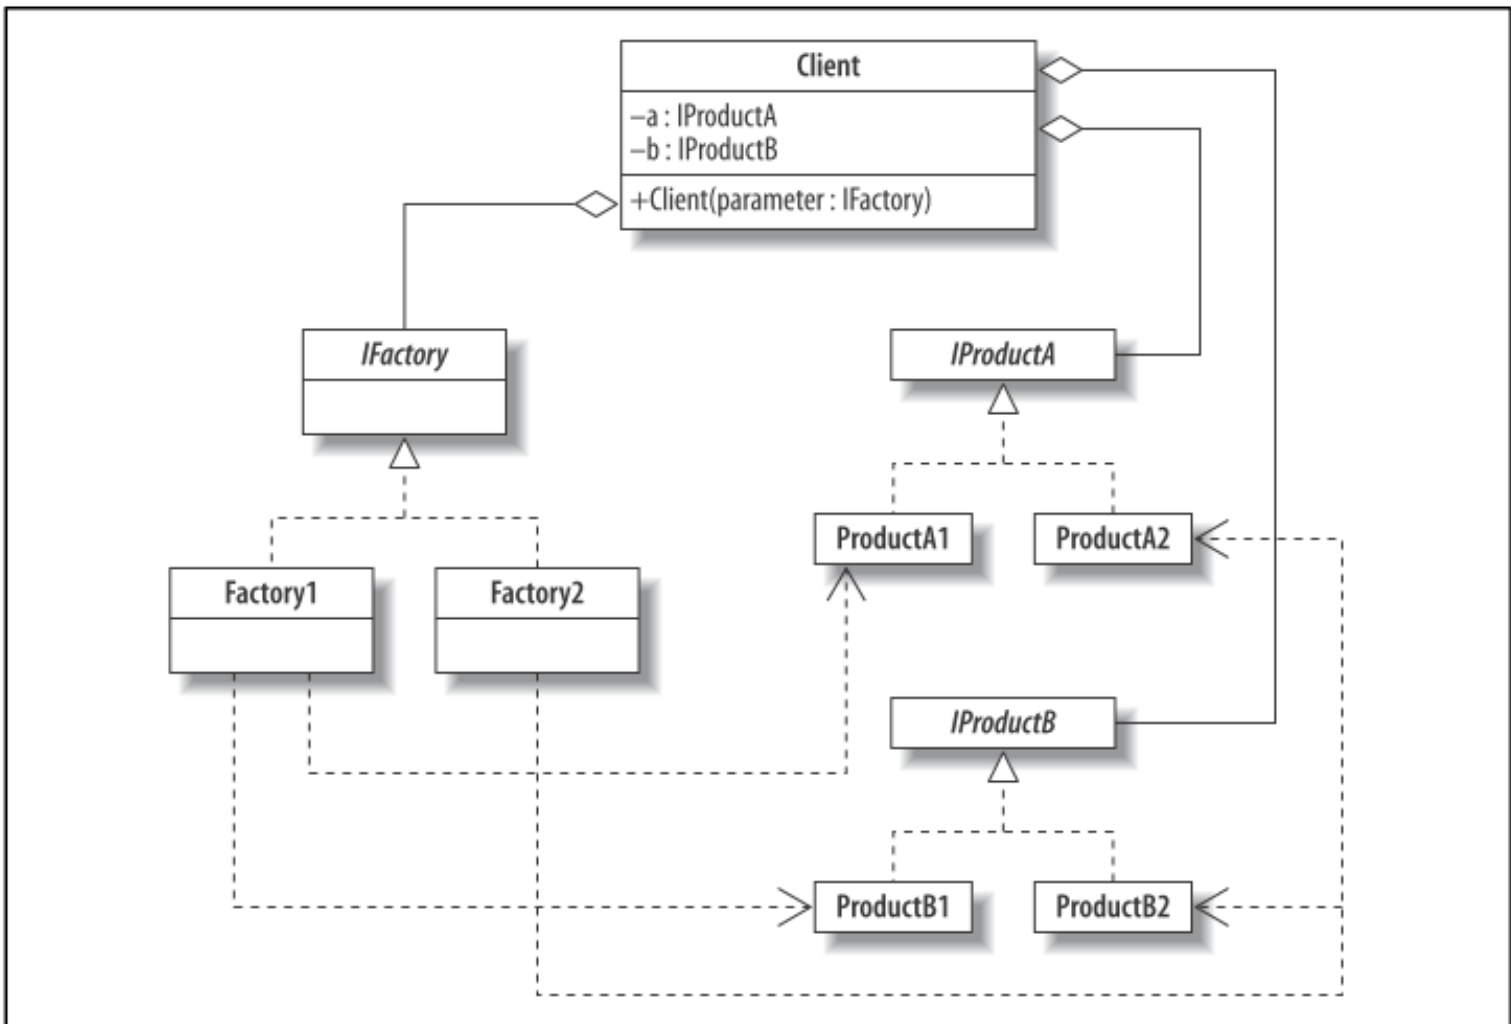 Client
–a : IProductA
–b : IProductB
+Client(parameter : IFactory)
IFactory
IProductA
ProductA1
ProductA2
Factory1
Factory2
IProductB
ProductB1
ProductB2